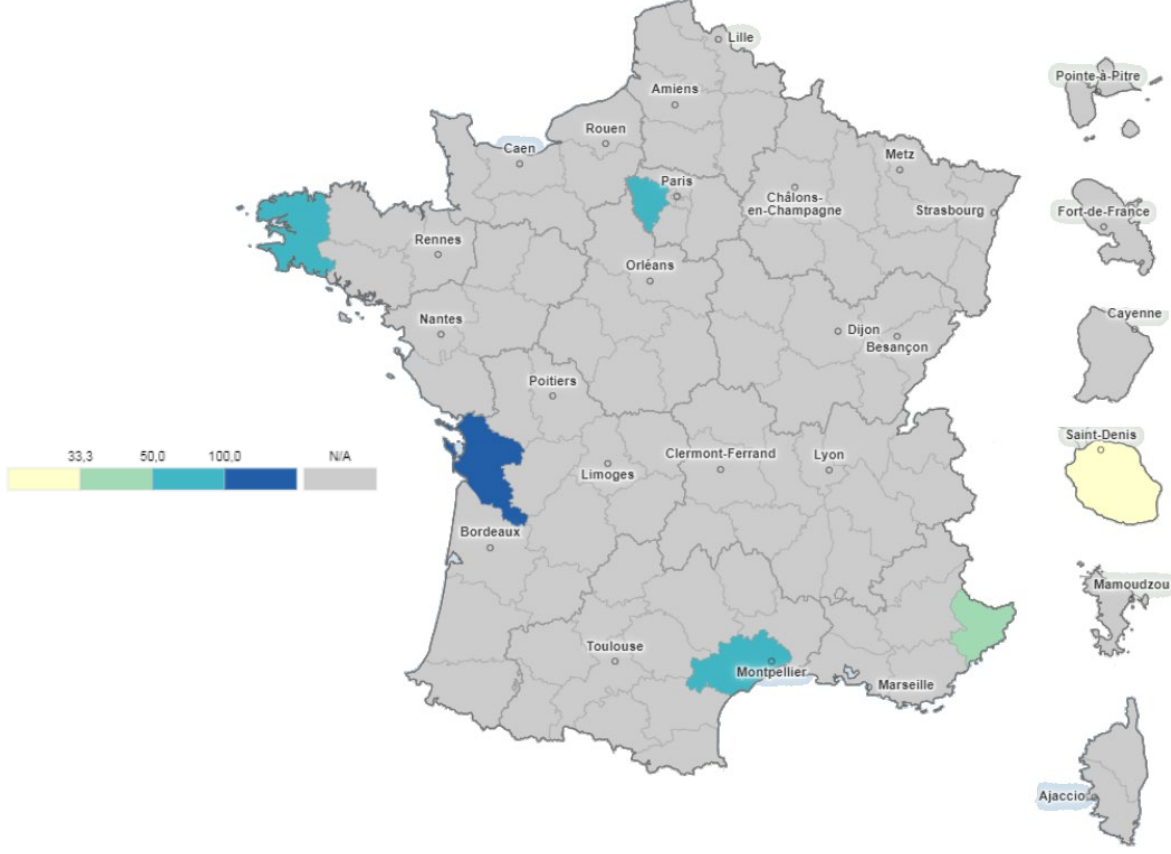 Lille
Pointe-à-Pitre
Amiens
Rouen
Caen
Metz
Paris
Châlons-
en-Champagne
Strasbourg
Fort-de-France
Rennes
Orléans
Nantes
Cayenne
Dijon
Besançon
Poitiers
Saint-Denis
33,3 50,0 100,0 N/A
Clermont-Ferrand
Lyon
Limoges
Bordeaux
Mamoudzou
Toulouse
Montpellier
Marseille
Ajaccio